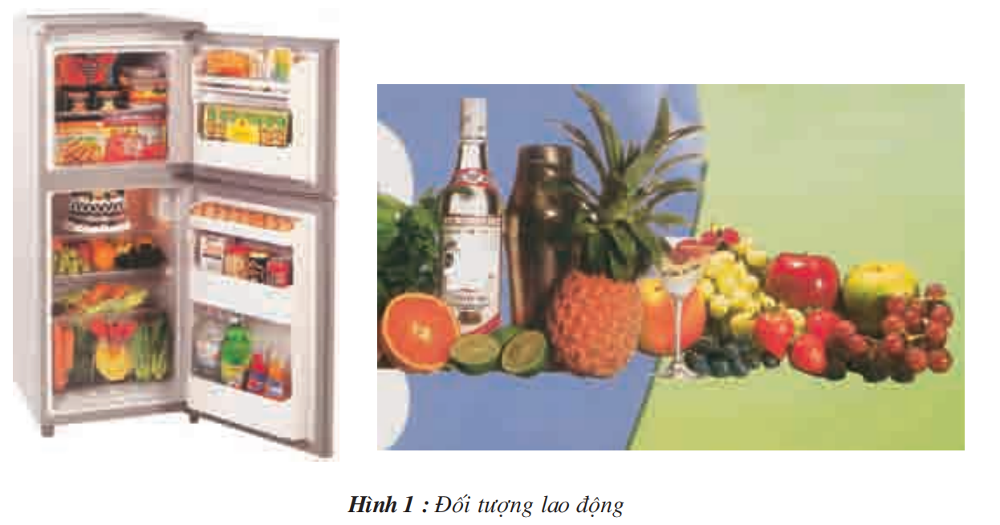 Hình 1 : Đối tượng lao động